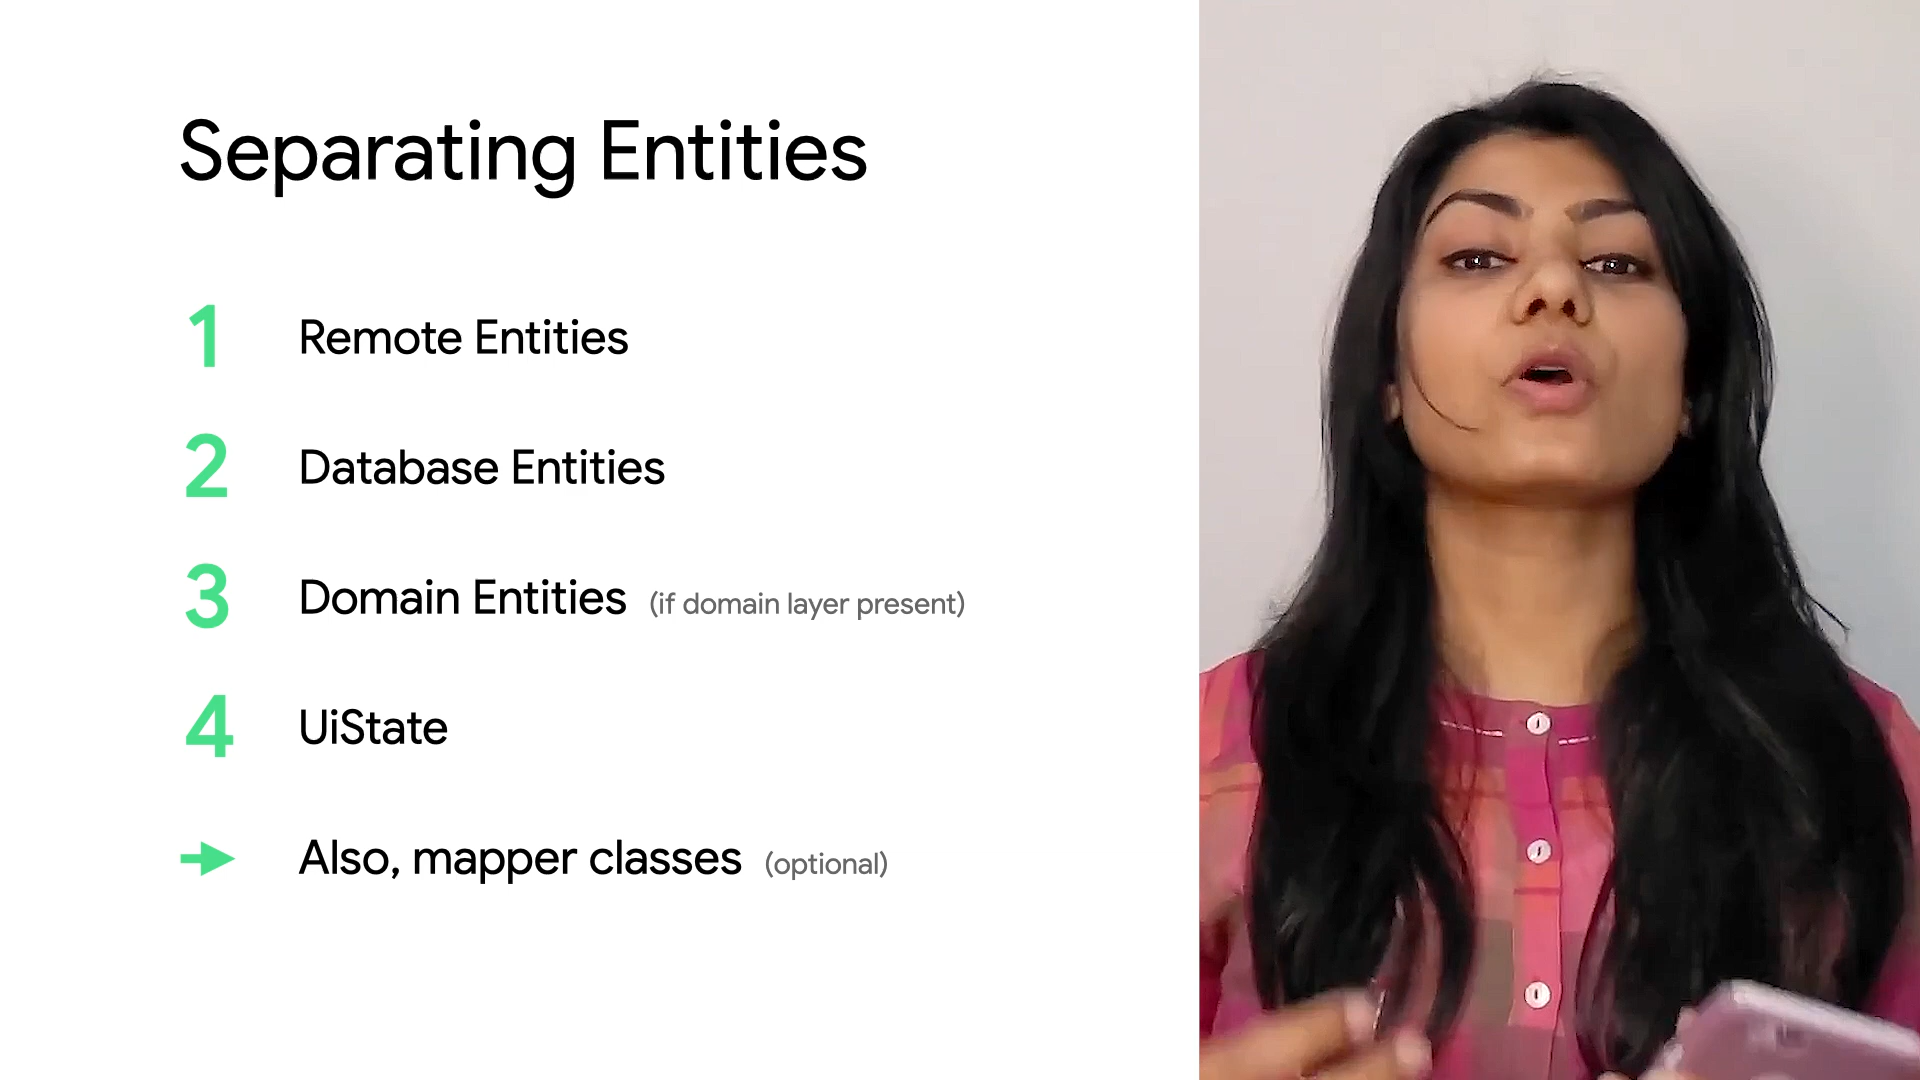 Separating Entities
1 Remote Entities
2 Database Entities
3 Domain Entities (if domain layer present)
4 UiState
Also, mapper classes (optional)